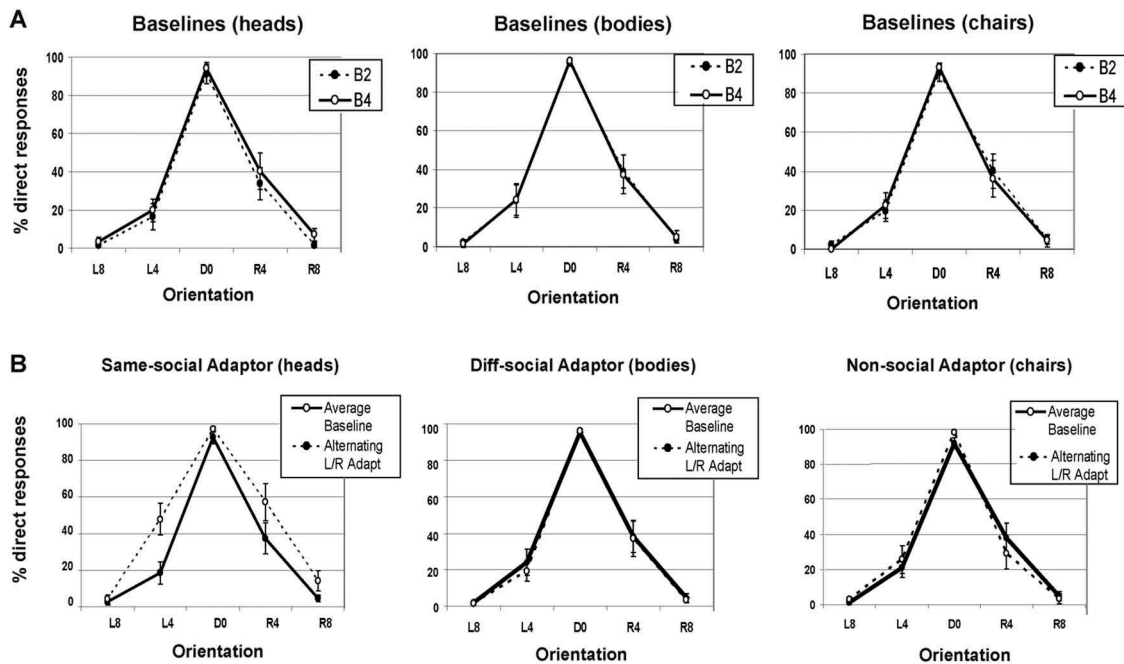 A
Baselines (heads)
Baselines (bodies)
Baselines (chairs)
% direct responses
100
80
60
40
20
0
B2
B4
L8 L4 D0 R4 R8
Orientation
100
80
60
40
20
0
B2
B4
L8 L4 D0 R4 R8
Orientation
100
80
60
40
20
0
B2
B4
L8 L4 D0 R4 R8
Orientation
B
Same-social Adaptor (heads)
Diff-social Adaptor (bodies)
Non-social Adaptor (chairs)
% direct responses
100
80
60
40
20
0
Average
Baseline
Alternating
L/R Adapt
L8 L4 D0 R4 R8
Orientation
100
80
60
40
20
0
Average
Baseline
Alternating
L/R Adapt
L8 L4 D0 R4 R8
Orientation
100
80
60
40
20
0
Average
Baseline
Alternating
L/R Adapt
L8 L4 D0 R4 R8
Orientation